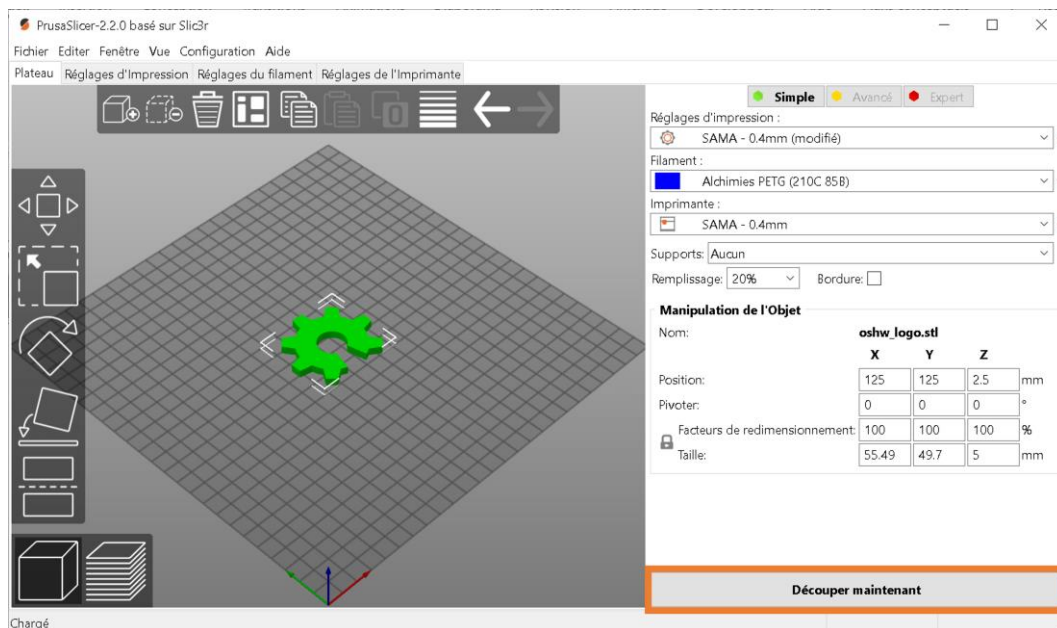 PrusaSlicer-2.2.0 basé sur Slic3r
Fichier Editer Fenêtre Vue Configuration Aide
Plateau Réglages d'Impression Réglages du filament Réglages de l'Imprimante
Simple Avancé Expert
Réglages d'impression :
SAMA - 0.4mm (modifié)
Filament :
Alchimies PETG (210C 85B)
Imprimante :
SAMA - 0.4mm
Supports: Aucun
Remplissage: 20% Bordure:
Manipulation de l'Objet
Nom: oshw_logo.stl
X Y Z
Position: 125 125 2.5 mm
Pivoter: 0 0 0 °
Facteurs de redimensionnement: 100 100 100 %
Taille: 55.49 49.7 5 mm
Découper maintenant
Chargé